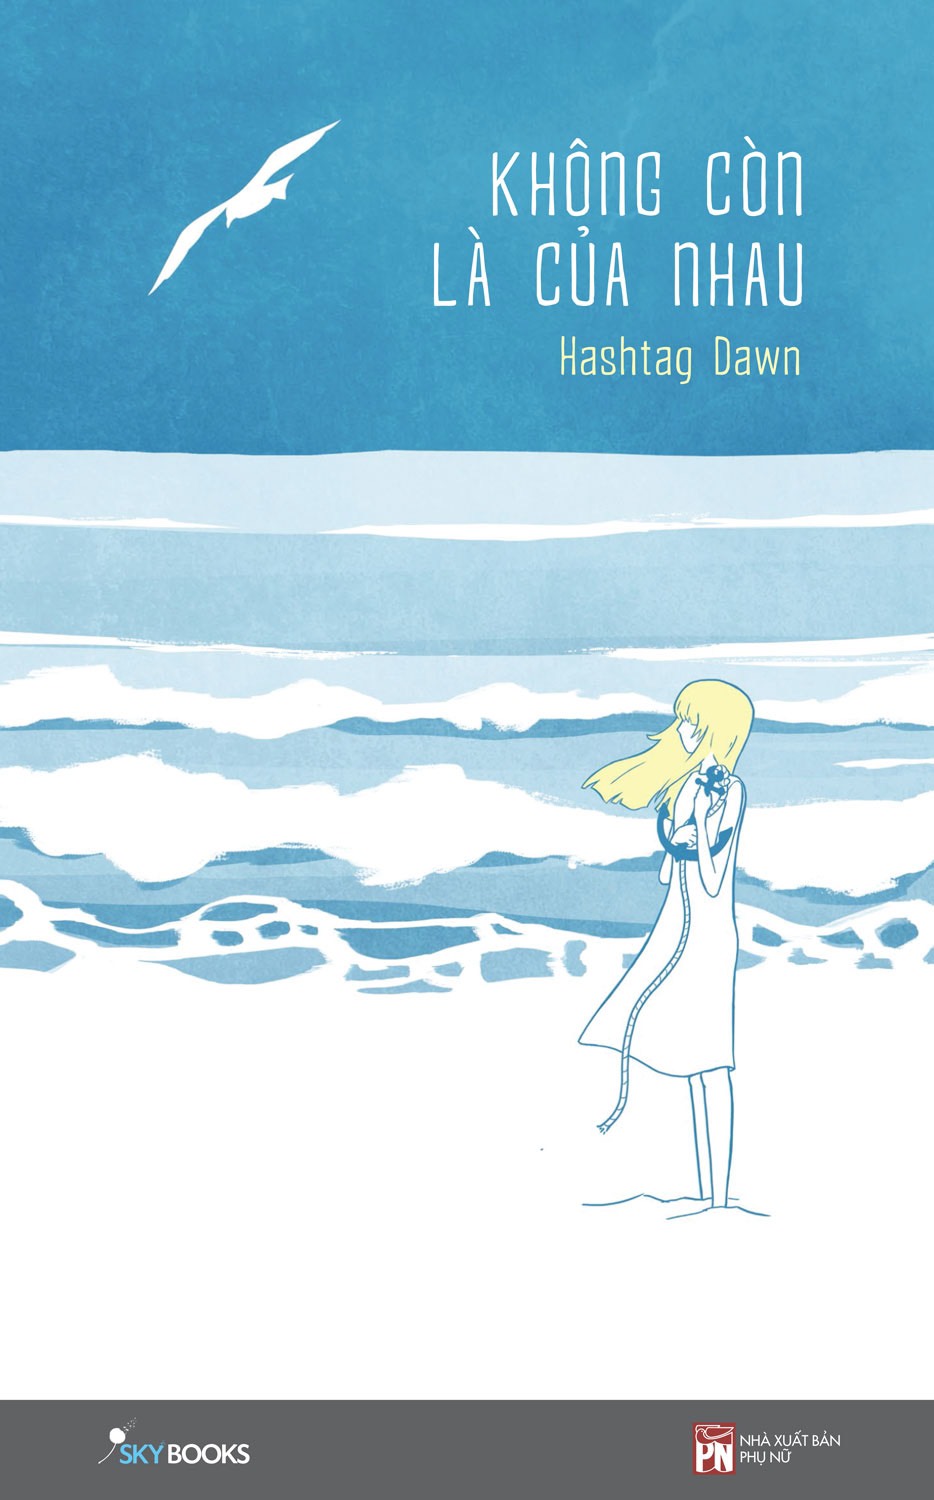 KHÔNG CÒN
LÀ CỦA NHAU
Hashtag Dawn
SKYBOOKS
PN
NHÀ XUẤT BẢN
PHỤ NỮ